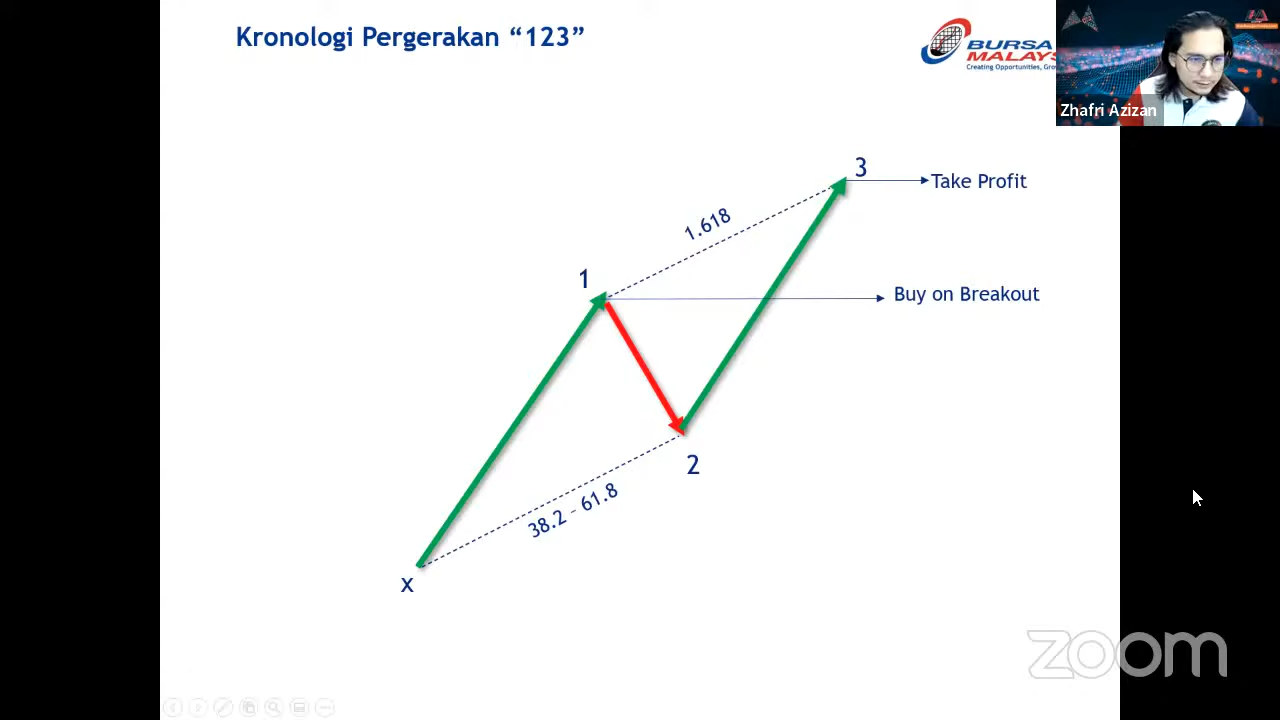 Kronologi Pergerakan “123”
BURSA
MALAYS
Creating Opportunities, Gro
Zhafri Azizan
3
Take Profit
1.618
1
Buy on Breakout
2
38.2 – 61.8
x
zoom